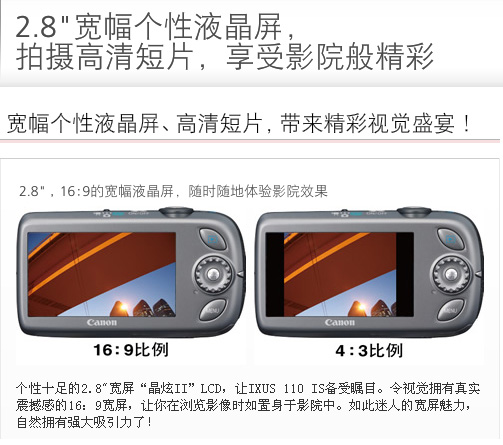 2.8"宽幅个性液晶屏，
拍摄高清短片，享受影院般精彩
宽幅个性液晶屏、高清短片，带来精彩视觉盛宴！
2.8"，16:9的宽幅液晶屏，随时随地体验影院效果
Canon
Canon
16:9比例
4:3比例
个性十足的2.8"宽屏“晶炫II”LCD，让IXUS 110 IS备受瞩目。令视觉拥有真实
震撼感的16：9宽屏，让你在浏览影像时如置身于影院中。如此迷人的宽屏魅力，
自然拥有强大吸引力了！